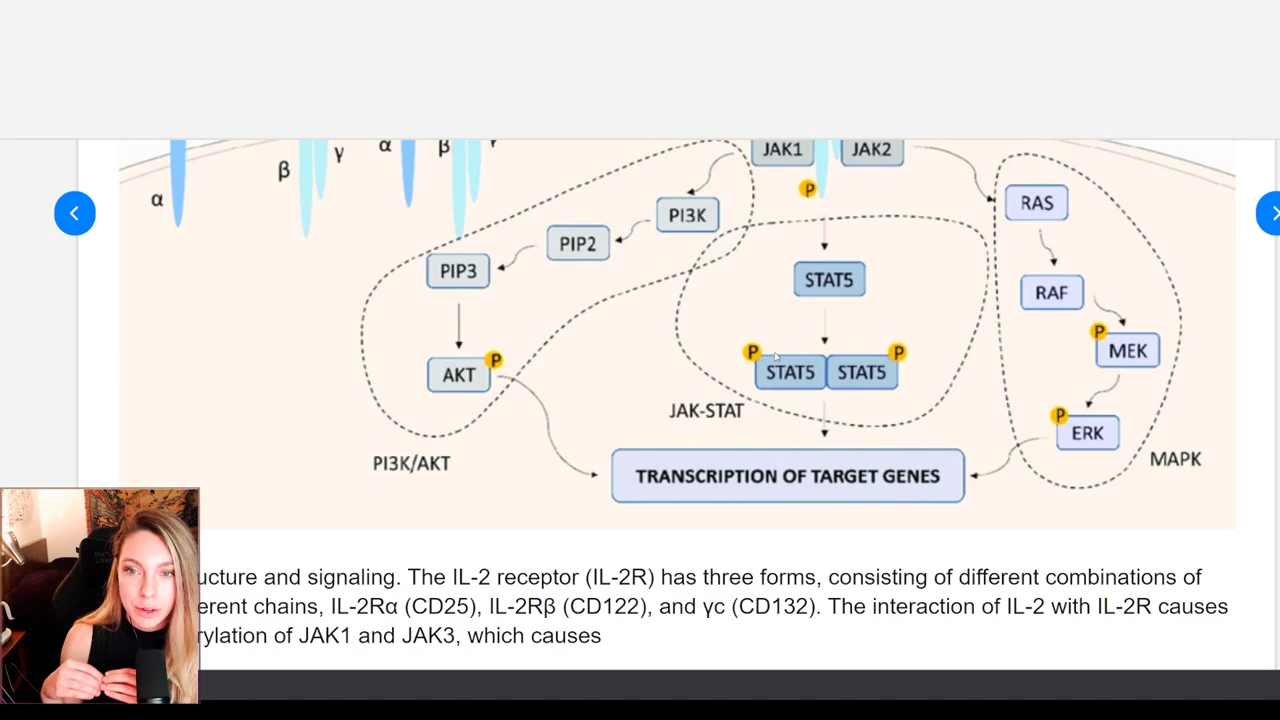 JAK1
JAK2
γ
α
β
β
α
P
PI3K
RAS
PIP2
PIP3
STAT5
RAF
P
MEK
P
P
AKT
P
STAT5
STAT5
JAK-STAT
P
ERK
PI3K/AKT
MAPK
TRANSCRIPTION OF TARGET GENES
ucture and signaling. The IL-2 receptor (IL-2R) has three forms, consisting of different combinations of
erent chains, IL-2Rα (CD25), IL-2Rβ (CD122), and γc (CD132). The interaction of IL-2 with IL-2R causes
rylation of JAK1 and JAK3, which causes